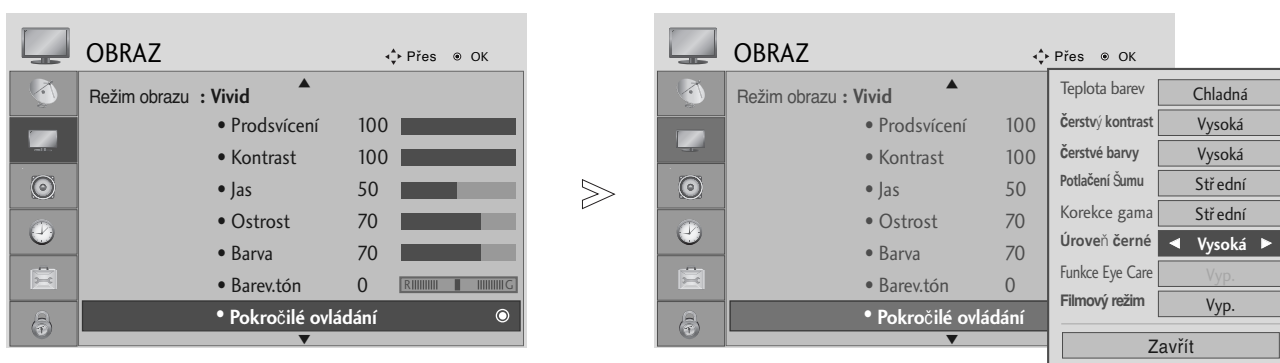 OBRAZ Přes OK
Režim obrazu : Vivid
• Prodsvícení 100
• Kontrast 100
• Jas 50
• Ostrost 70
• Barva 70
• Barev.tón 0 R G
• Pokročilé ovládání
>
OBRAZ Přes OK
Režim obrazu : Vivid
• Prodsvícení 100
• Kontrast 100
• Jas 50
• Ostrost 70
• Barva 70
• Barev.tón 0
• Pokročilé ovládání
Teplota barev Chladná
Čerstvý kontrast Vysoká
Čerstvé barvy Vysoká
Potlačení Šumu Střední
Korekce gama Střední
Úroveň černé ◄ Vysoká ►
Funkce Eye Care Vyp.
Filmový režim Vyp.
Zavřít